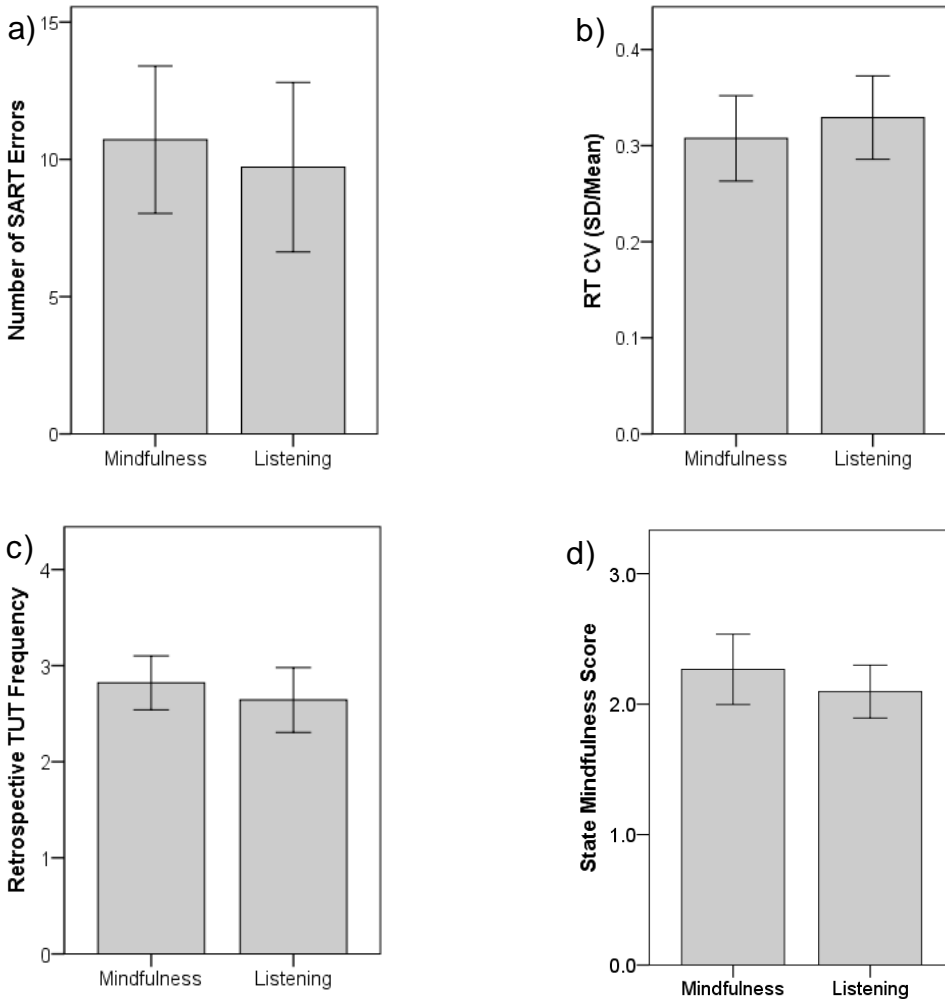 a)
Number of SART Errors
15
10
5
0
Mindfulness
Listening
b)
RT CV (SD/Mean)
0.4
0.3
0.2
0.1
0.0
Mindfulness
Listening
c)
Retrospective TUT Frequency
4
3
2
1
0
Mindfulness
Listening
d)
State Mindfulness Score
3.0
2.0
1.0
0.0
Mindfulness
Listening